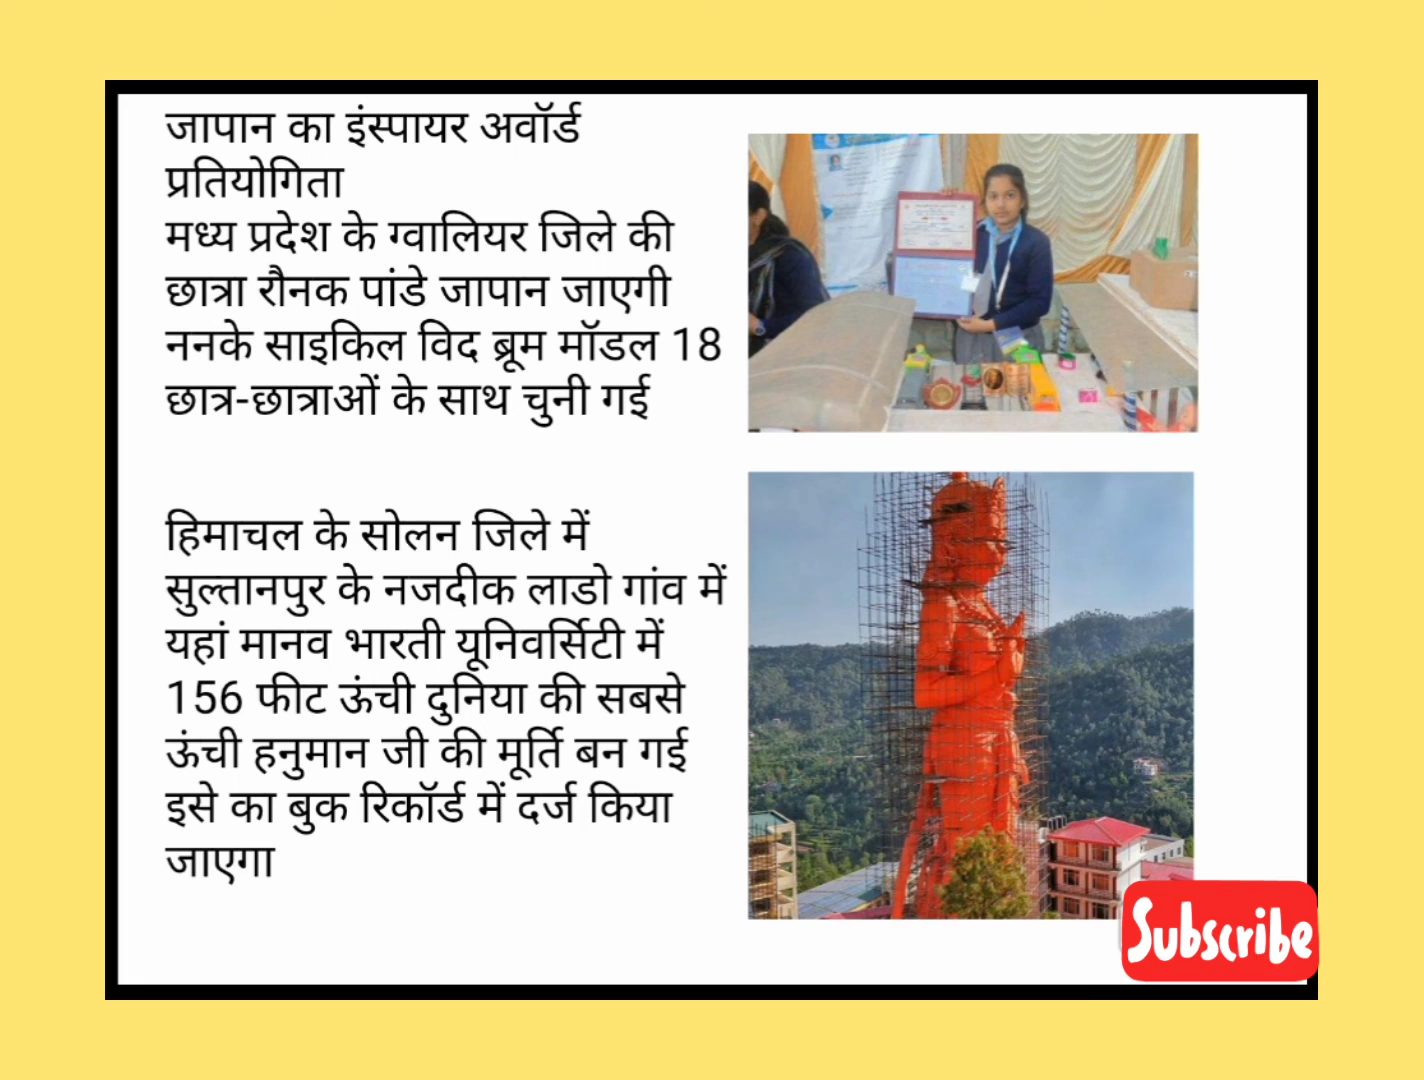 जापान का इंस्पायर अवॉर्ड
प्रतियोगिता
मध्य प्रदेश के ग्वालियर जिले की
छात्रा रौनक पांडे जापान जाएगी
ननके साइकिल विद ब्रूम मॉडल 18
छात्र-छात्राओं के साथ चुनी गई
हिमाचल के सोलन जिले में
सुल्तानपुर के नजदीक लाडो गांव में
यहां मानव भारती यूनिवर्सिटी में
156 फीट ऊंची दुनिया की सबसे
ऊंची हनुमान जी की मूर्ति बन गई
इसे का बुक रिकॉर्ड में दर्ज किया
जाएगा
Subscribe